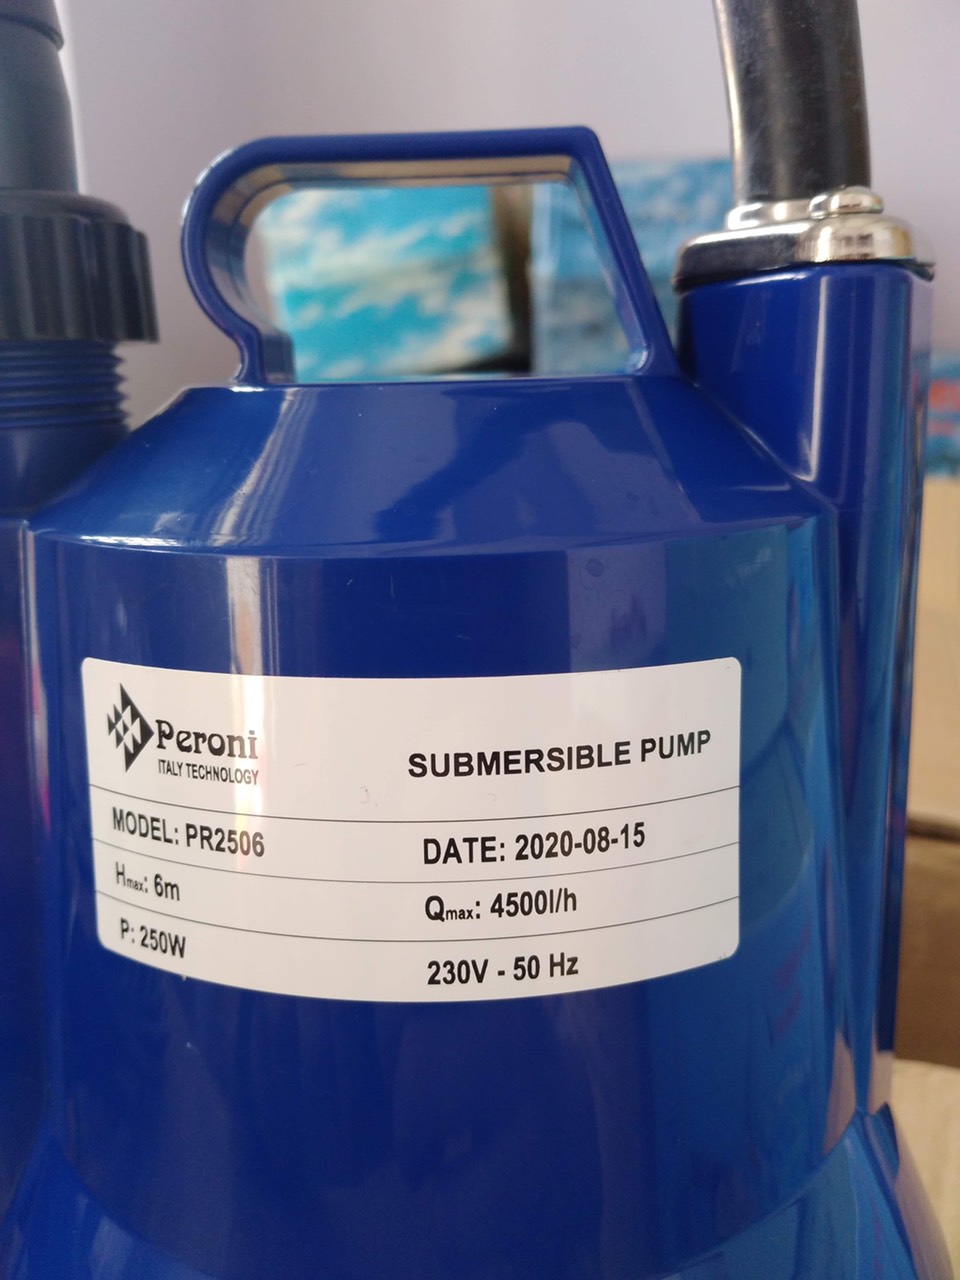 Peroni
ITALY TECHNOLOGY
SUBMERSIBLE PUMP
MODEL: PR2506
DATE: 2020-08-15
Hmax: 6m
Qmax: 4500l/h
P: 250W
230V - 50 Hz